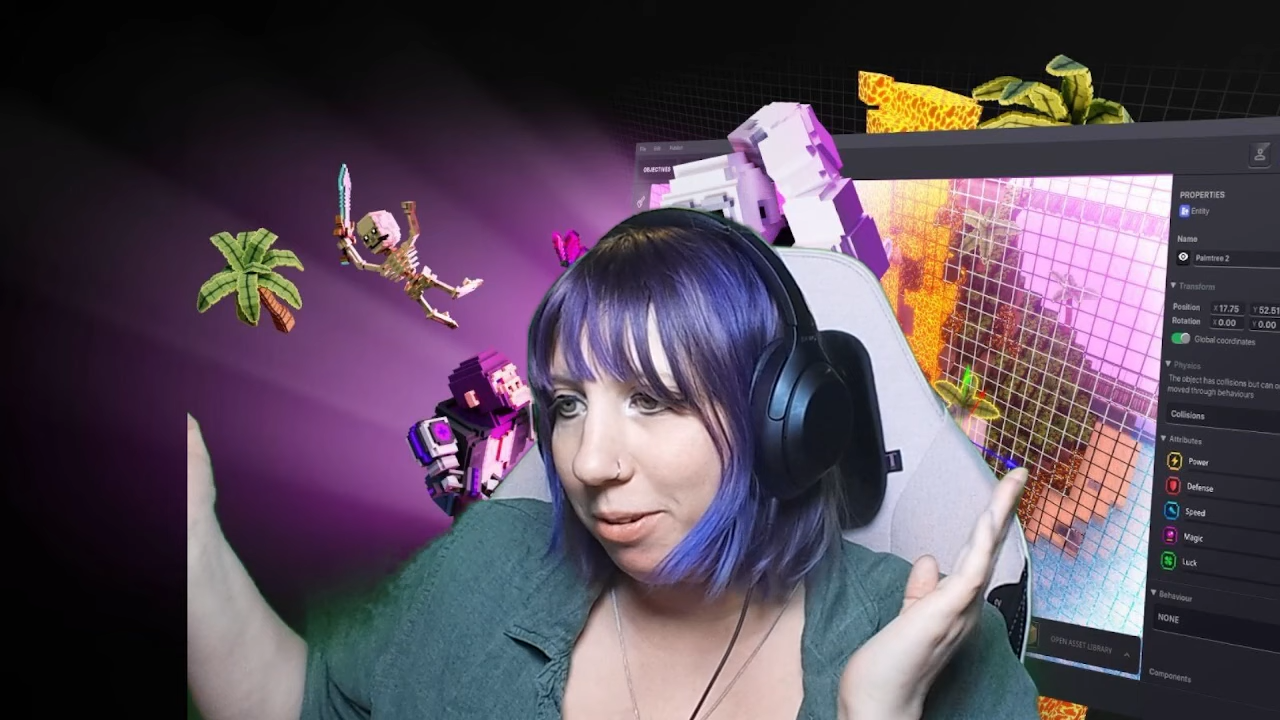 OBJECTIVES
PROPERTIES
Entity
Name
Palmtree 2
Transform
Position X 17.75 Y 52.51
Rotation X 0.00 Y 0.00
Global coordinates
Physics
The object has collisions but can
moved through behaviours
Collisions
Attributes
Power
Defense
Speed
Magic
Luck
Behaviour
NONE
OPEN ASSET LIBRARY
Components